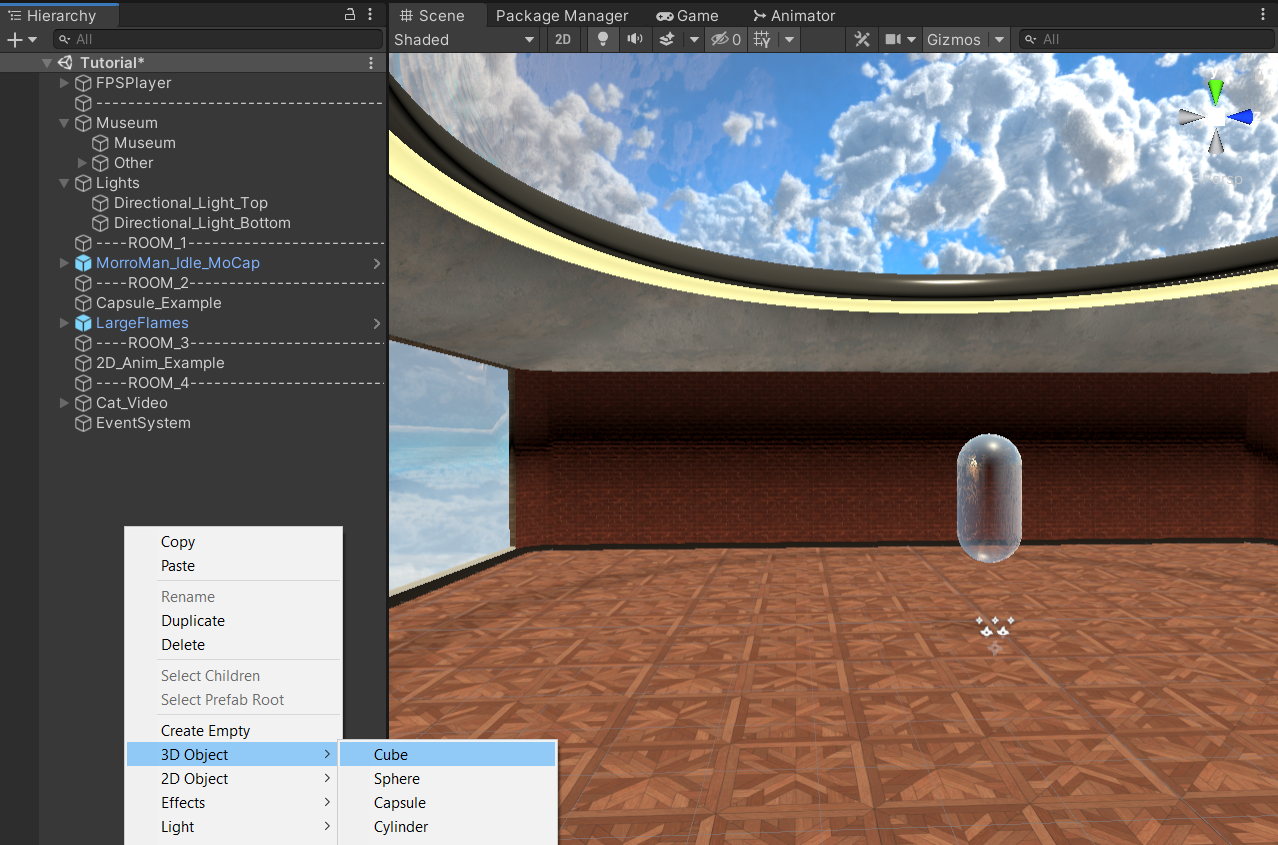 Hierarchy
Scene Package Manager Game Animator
All
Shaded 2D 0 Gizmos All
Tutorial*
FPSPlayer
--------------------------------------
Museum
Museum
Other
Lights
Directional_Light_Top
Directional_Light_Bottom
----ROOM_1-------------------------
MorroMan_Idle_MoCap
----ROOM_2-------------------------
Capsule_Example
LargeFlames
----ROOM_3-------------------------
2D_Anim_Example
----ROOM_4-------------------------
Cat_Video
EventSystem
Copy
Paste
Rename
Duplicate
Delete
Select Children
Select Prefab Root
Create Empty
3D Object
2D Object
Effects
Light
Cube
Sphere
Capsule
Cylinder